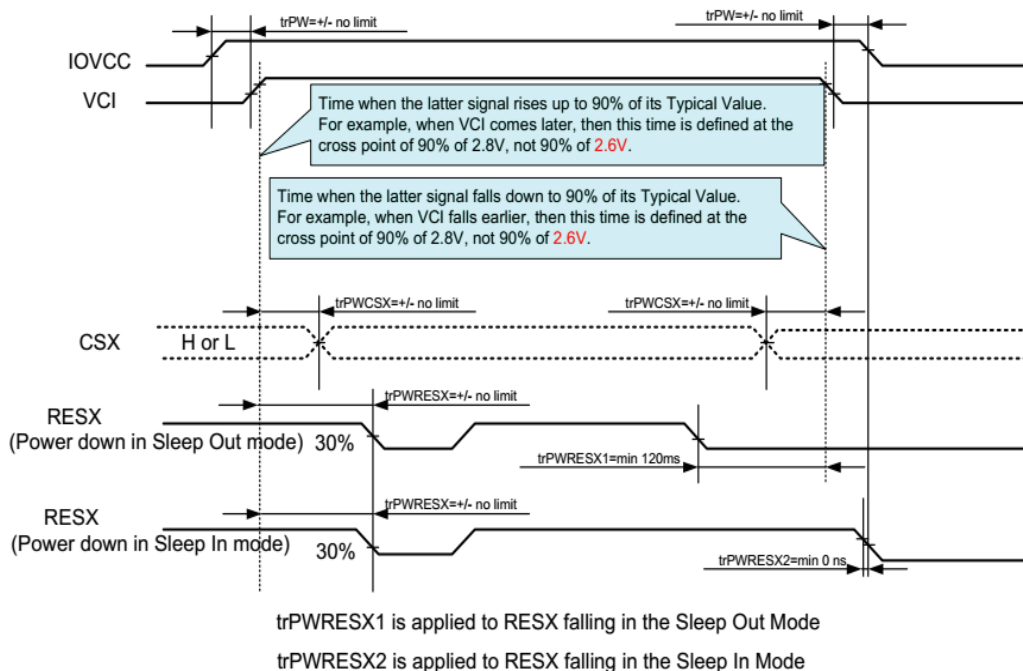 trPW=+/- no limit
trPW=+/- no limit
IOVCC
VCI
Time when the latter signal rises up to 90% of its Typical Value.
For example, when VCI comes later, then this time is defined at the
cross point of 90% of 2.8V, not 90% of 2.6V.
Time when the latter signal falls down to 90% of its Typical Value.
For example, when VCI falls earlier, then this time is defined at the
cross point of 90% of 2.8V, not 90% of 2.6V.
trPWCSX=+/- no limit
trPWCSX=+/- no limit
CSX
H or L
trPWRESX=+/- no limit
RESX
(Power down in Sleep Out mode)
30%
trPWRESX1=min 120ms
trPWRESX=+/- no limit
RESX
(Power down in Sleep In mode)
30%
trPWRESX2=min 0 ns
trPWRESX1 is applied to RESX falling in the Sleep Out Mode
trPWRESX2 is applied to RESX falling in the Sleep In Mode